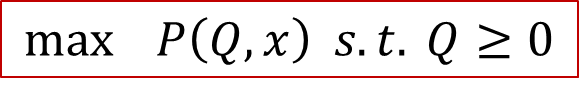 max P(Q, x) s. t. Q ≥ 0